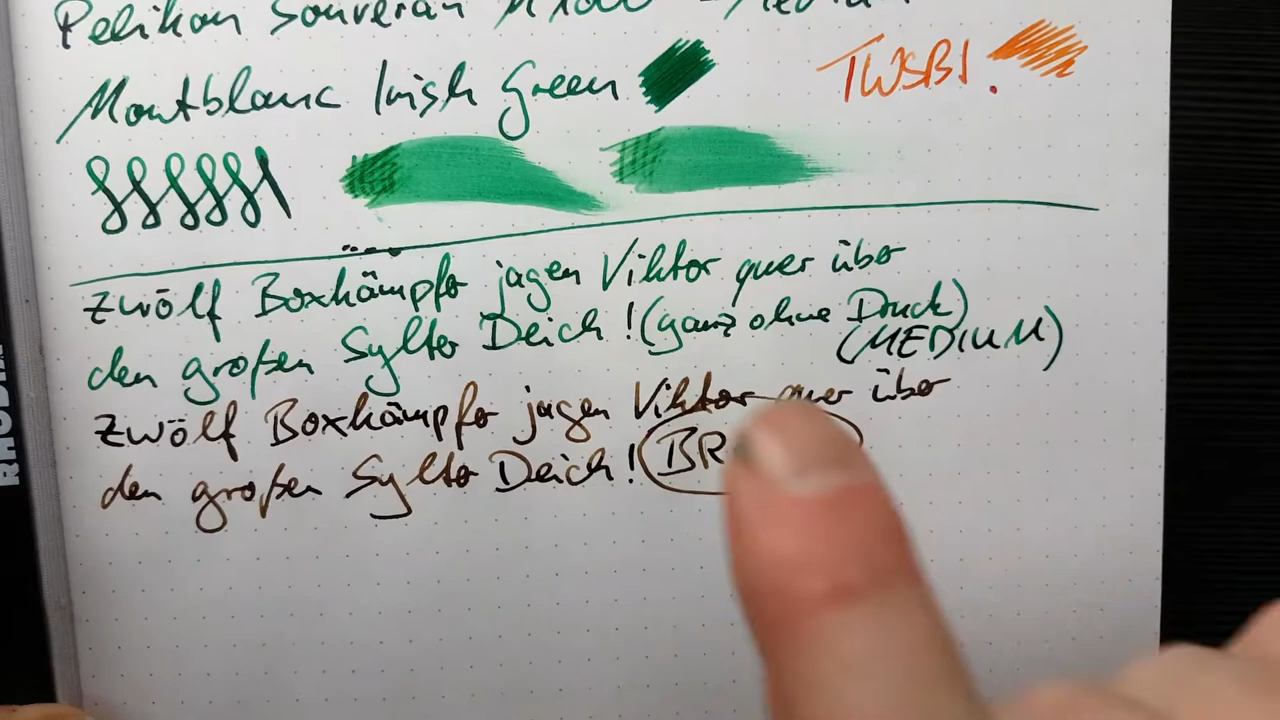 Pelikan Souverän
Montblanc Irish Green
TWSBI.
Zwölf Boxkämpfer jagen Viktor quer über
den großen Sylter Deich! (ganz ohne Druck)
(MEDIUM)
Zwölf Boxkämpfer jagen Viktor quer über
den großen Sylter Deich! (BR